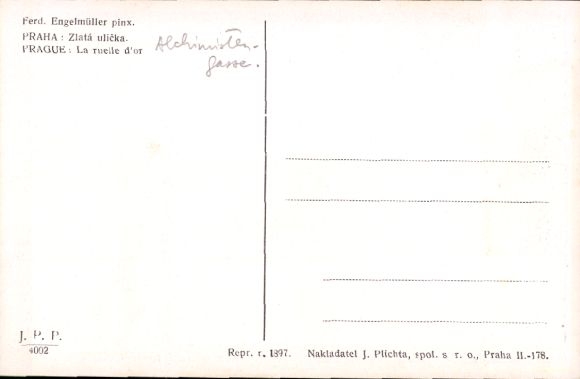 Ferd. Engelmüller pinx.
PRAHA : Zlatá ulička.
PRAGUE : La ruelle d'or
Alchimisten-
gasse.
J. P. P.
4002
Repr. r. 1897. Nakladatel J. Plichta, spol. s r. o., Praha II.-178.